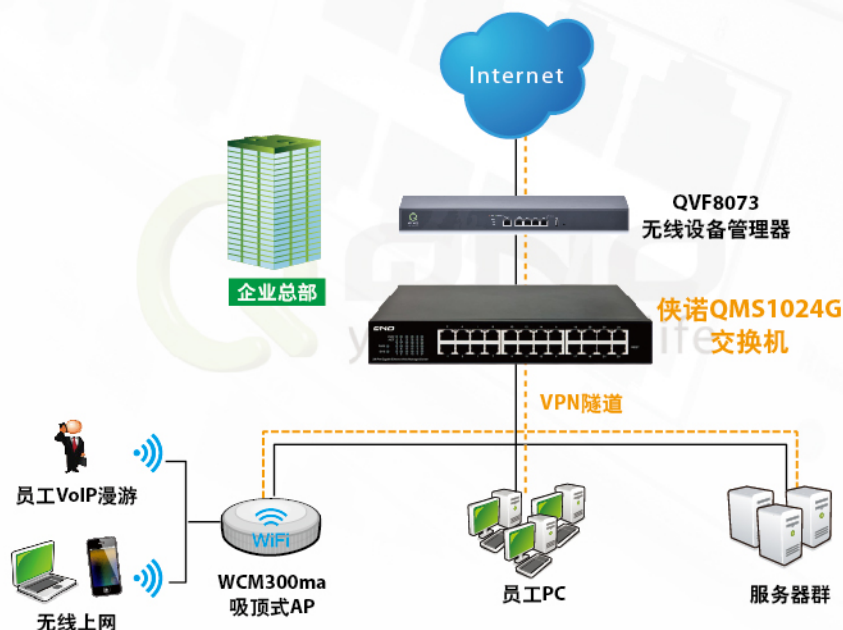 Internet
QVF8073
无线设备管理器
企业总部
QNO
侠诺QMS1024G
交换机
VPN隧道
员工VoIP漫游
WiFi
WCM300ma
吸顶式AP
员工PC
服务器群
无线上网